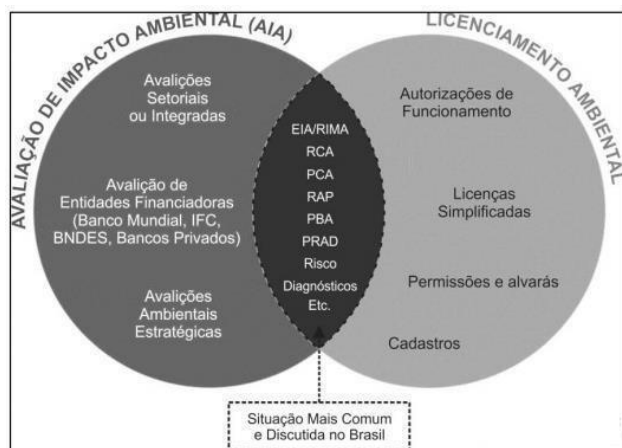 AVALIAÇÃO DE IMPACTO AMBIENTAL (AIA)
LICENCIAMENTO AMBIENTAL
Avalições
Setoriais
ou Integradas
Avalição de
Entidades Financiadoras
(Banco Mundial, IFC,
BNDES, Bancos Privados)
Avalições
Ambientais
Estratégicas
EIA/RIMA
RCA
PCA
RAP
PBA
PRAD
Risco
Diagnósticos
Etc.
Autorizações de
Funcionamento
Licenças
Simplificadas
Permissões e alvarás
Cadastros
Situação Mais Comum
e Discutida no Brasil